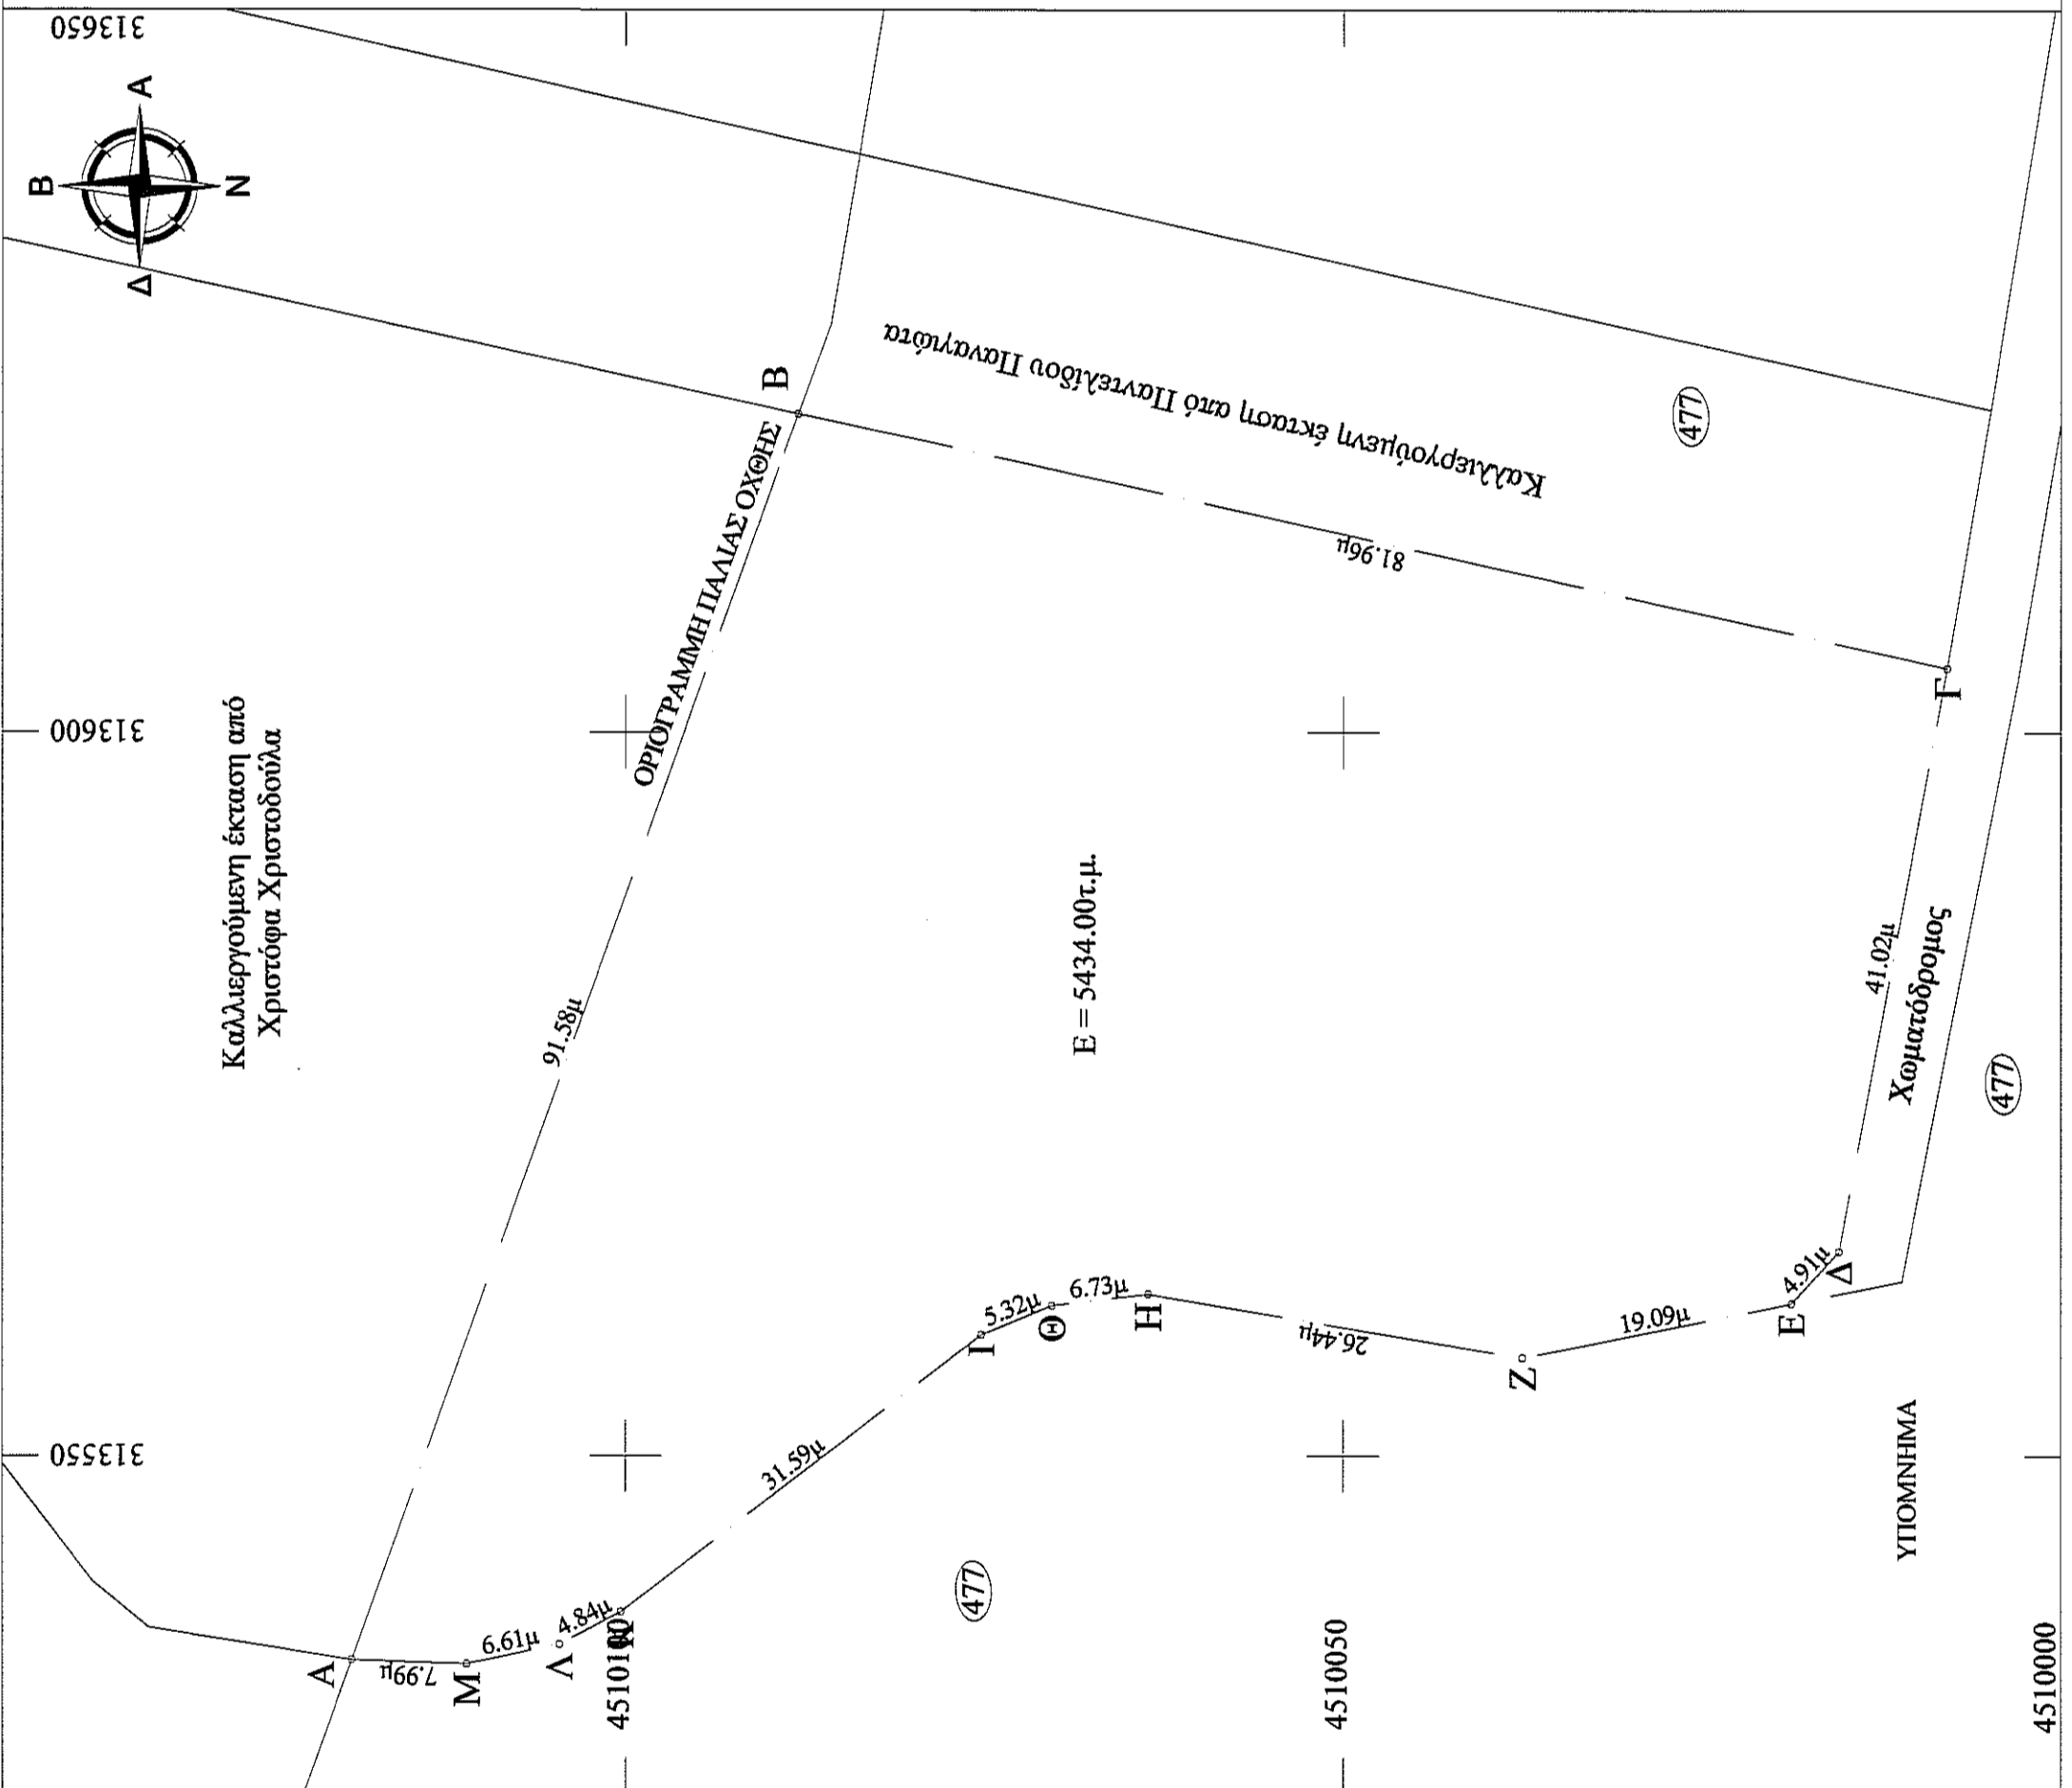 313650
Β
Α
Δ
Ν
Καλλιεργούμενη έκταση από
Χριστόφα Χριστοδούλα
313600
313550
Β
ΟΡΙΟΓΡΑΜΜΗ ΠΑΛΙΑΣ ΟΧΘΗΣ
Καλλιεργούμενη έκταση από Παντελίδου Παναγιώτα
477
81.96μ
91.58μ
Ε = 5434.00τ.μ.
Γ
41.02μ
Χωματόδρομος
477
Α
7.99μ
Μ
6.61μ
Λ
4.84μ
Κ
4510100
31.59μ
Ι
5.32μ
Θ
6.73μ
Η
26.44μ
Ζ
19.09μ
Ε
4.91μ
Δ
477
4510050
ΥΠΟΜΝΗΜΑ
4510000